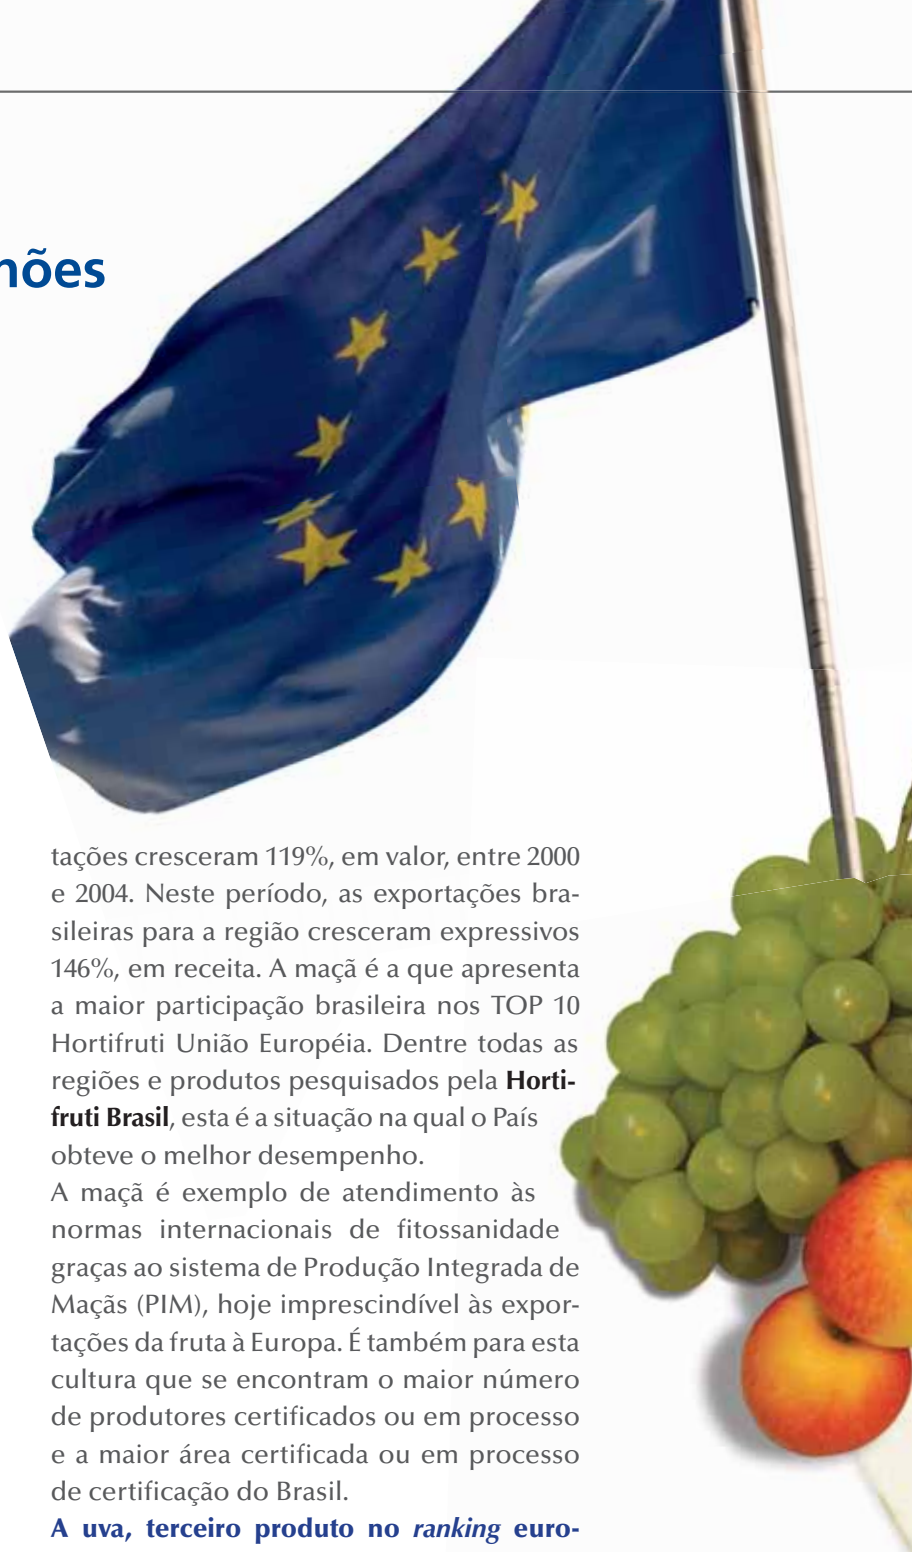 nões
tações cresceram 119%, em valor, entre 2000
e 2004. Neste período, as exportações bra-
sileiras para a região cresceram expressivos
146%, em receita. A maçã é a que apresenta
a maior participação brasileira nos TOP 10
Hortifruti União Européia. Dentre todas as
regiões e produtos pesquisados pela Horti-
fruti Brasil, esta é a situação na qual o País
obteve o melhor desempenho.
A maçã é exemplo de atendimento às
normas internacionais de fitossanidade
graças ao sistema de Produção Integrada de
Maçãs (PIM), hoje imprescindível às expor-
tações da fruta à Europa. É também para esta
cultura que se encontram o maior número
de produtores certificados ou em processo
e a maior área certificada ou em processo
de certificação do Brasil.
A uva, terceiro produto no ranking euro-